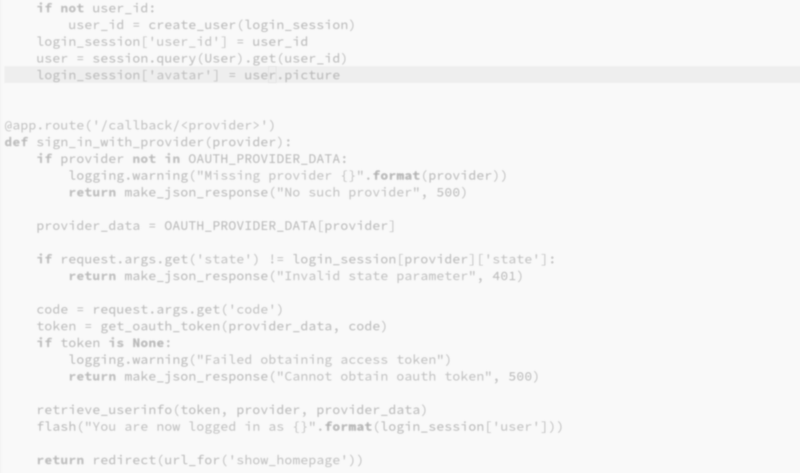 if not user_id:
user_id = create_user(login_session)
login_session['user_id'] = user_id
user = session.query(User).get(user_id)
login_session['avatar'] = user.picture
@app.route('/callback/<provider>')
def sign_in_with_provider(provider):
if provider not in OAUTH_PROVIDER_DATA:
logging.warning("Missing provider {}".format(provider))
return make_json_response("No such provider", 500)
provider_data = OAUTH_PROVIDER_DATA[provider]
if request.args.get('state') != login_session[provider]['state']:
return make_json_response("Invalid state parameter", 401)
code = request.args.get('code')
token = get_oauth_token(provider_data, code)
if token is None:
logging.warning("Failed obtaining access token")
return make_json_response("Cannot obtain oauth token", 500)
retrieve_userinfo(token, provider, provider_data)
flash("You are now logged in as {}".format(login_session['user']))
return redirect(url_for('show_homepage'))